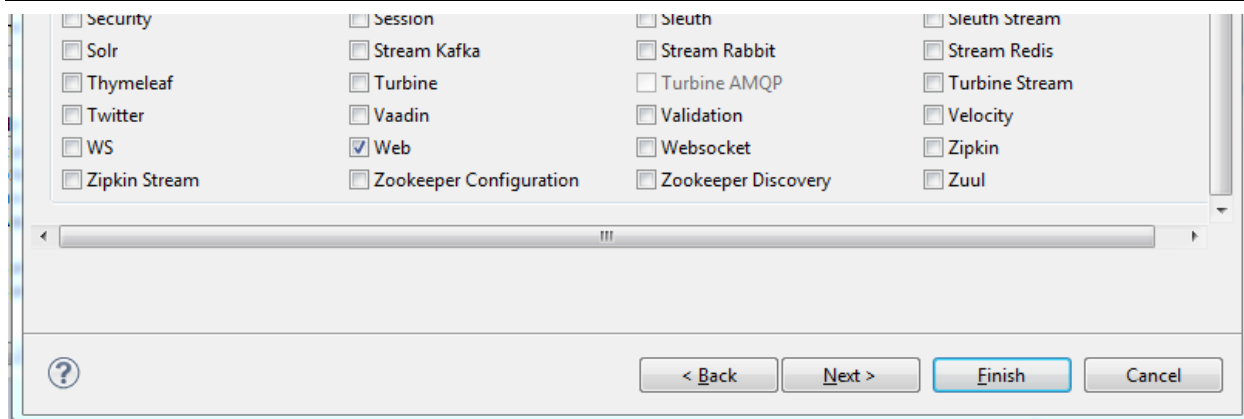 Security Session Sleuth Sleuth Stream
Solr Stream Kafka Stream Rabbit Stream Redis
Thymeleaf Turbine Turbine AMQP Turbine Stream
Twitter Vaadin Validation Velocity
WS Web Websocket Zipkin
Zipkin Stream Zookeeper Configuration Zookeeper Discovery Zuul
? < Back Next > Finish Cancel